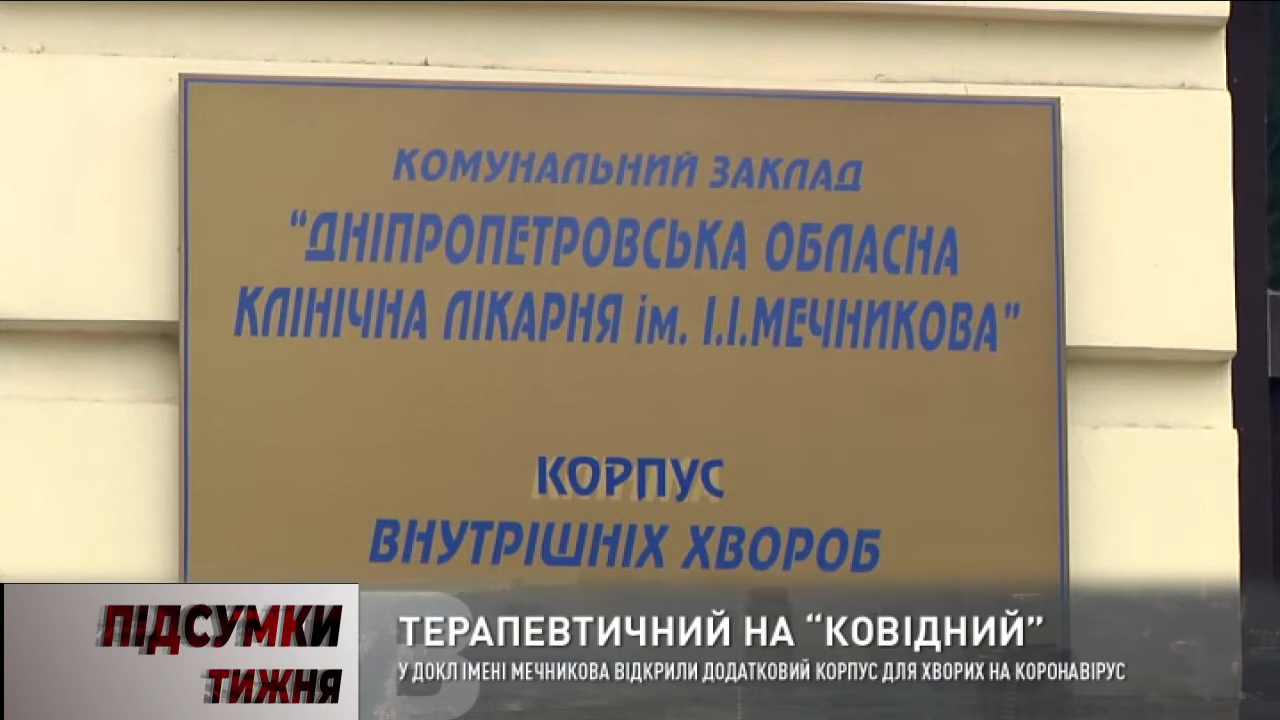 КОМУНАЛЬНИЙ ЗАКЛАД
“ДНІПРОПЕТРОВСЬКА ОБЛАСНА
КЛІНІЧНА ЛІКАРНЯ ім. І.І.МЕЧНИКОВА”
КОРПУС
ВНУТРІШНІХ ХВОРОБ
ПІДСУМКИ
ТИЖНЯ
ТЕРАПЕВТИЧНИЙ НА “КОВІДНИЙ”
У ДОКЛ ІМЕНІ МЕЧНИКОВА ВІДКРИЛИ ДОДАТКОВИЙ КОРПУС ДЛЯ ХВОРИХ НА КОРОНАВІРУС